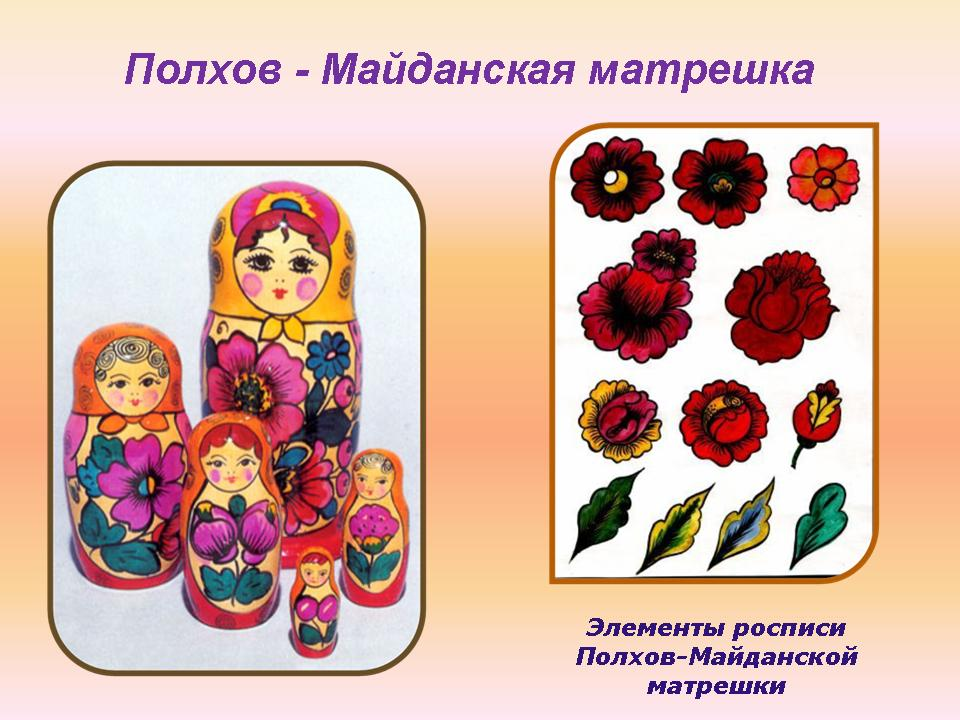 Полхов - Майданская матрешка
Элементы росписи
Полхов-Майданской
матрешки